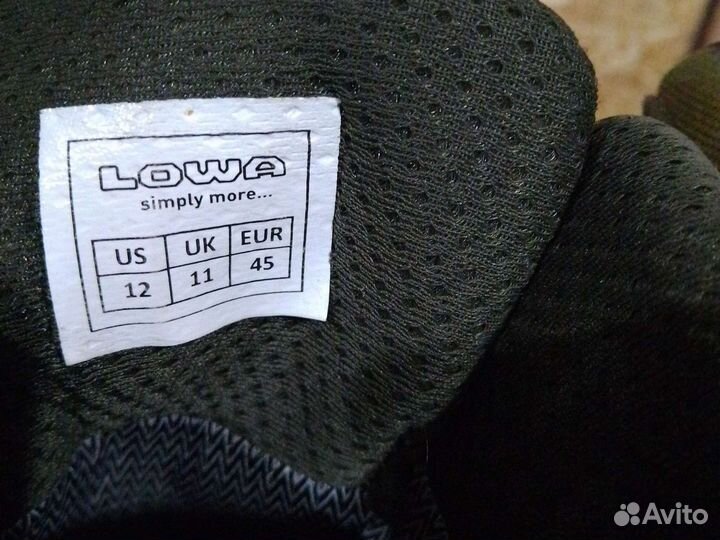 LOWA
simply more...
US UK EUR
12 11 45
Avito